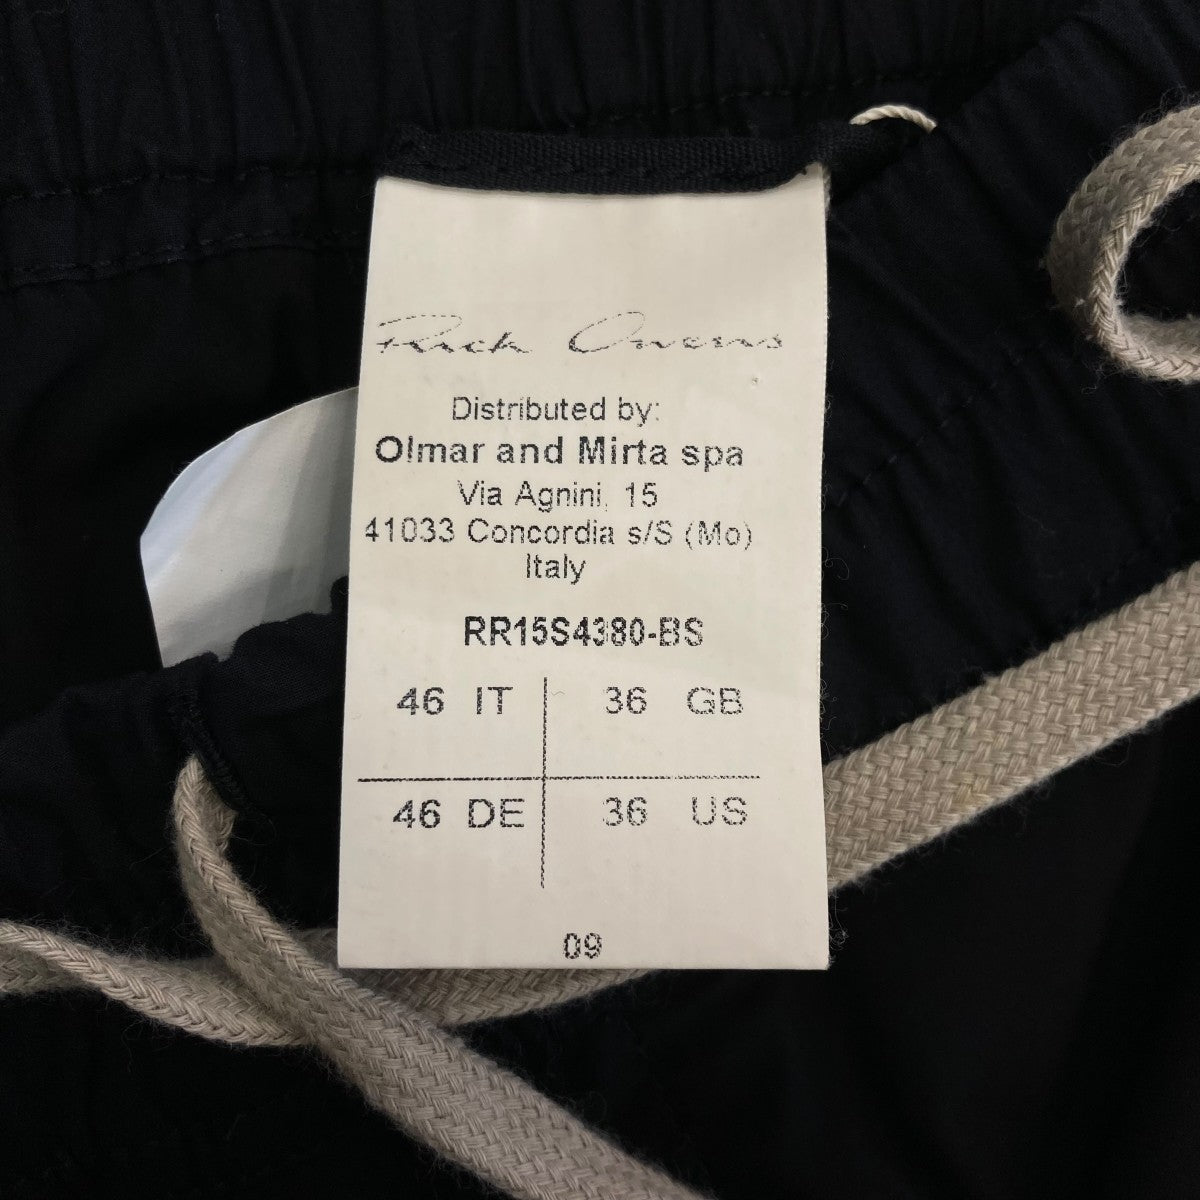 Rick Owens
Distributed by:
Olmar and Mirta spa
Via Agnini, 15
41033 Concordia s/S (Mo)
Italy
RR15S4380-BS
46 IT 36 GB
46 DE 36 US
09